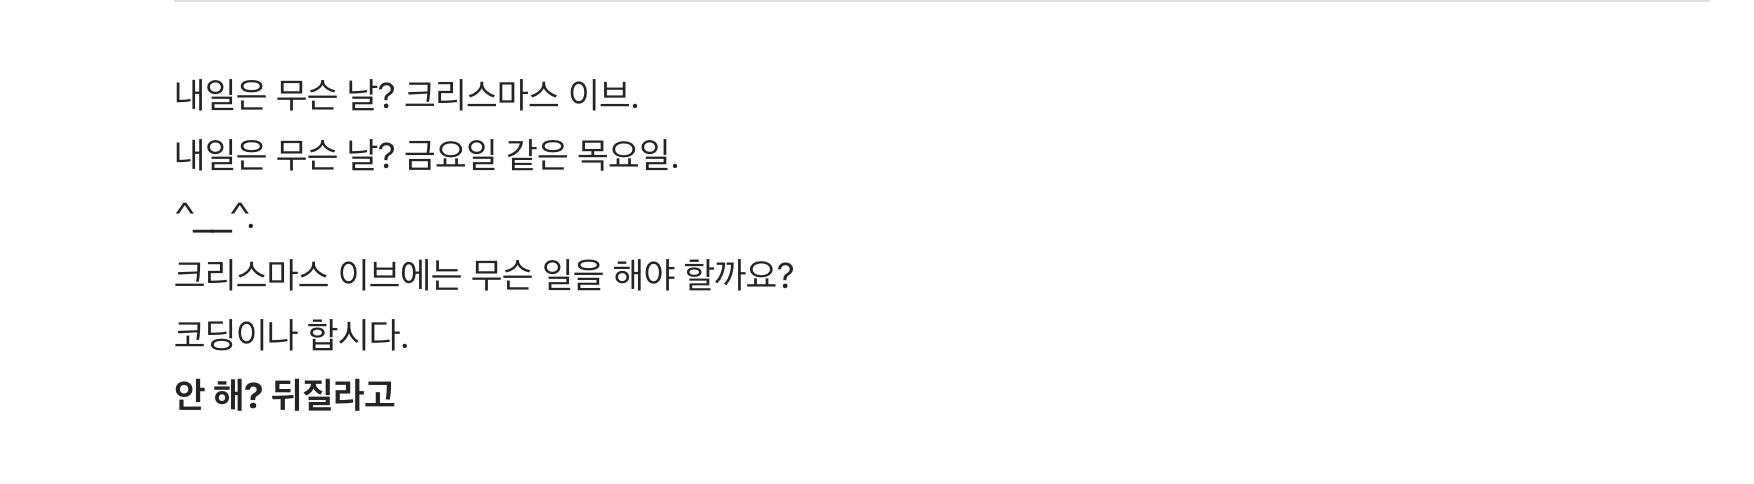 내일은 무슨 날? 크리스마스 이브.
내일은 무슨 날? 금요일 같은 목요일.
^__^.
크리스마스 이브에는 무슨 일을 해야 할까요?
코딩이나 합시다.
안 해? 뒤질라고